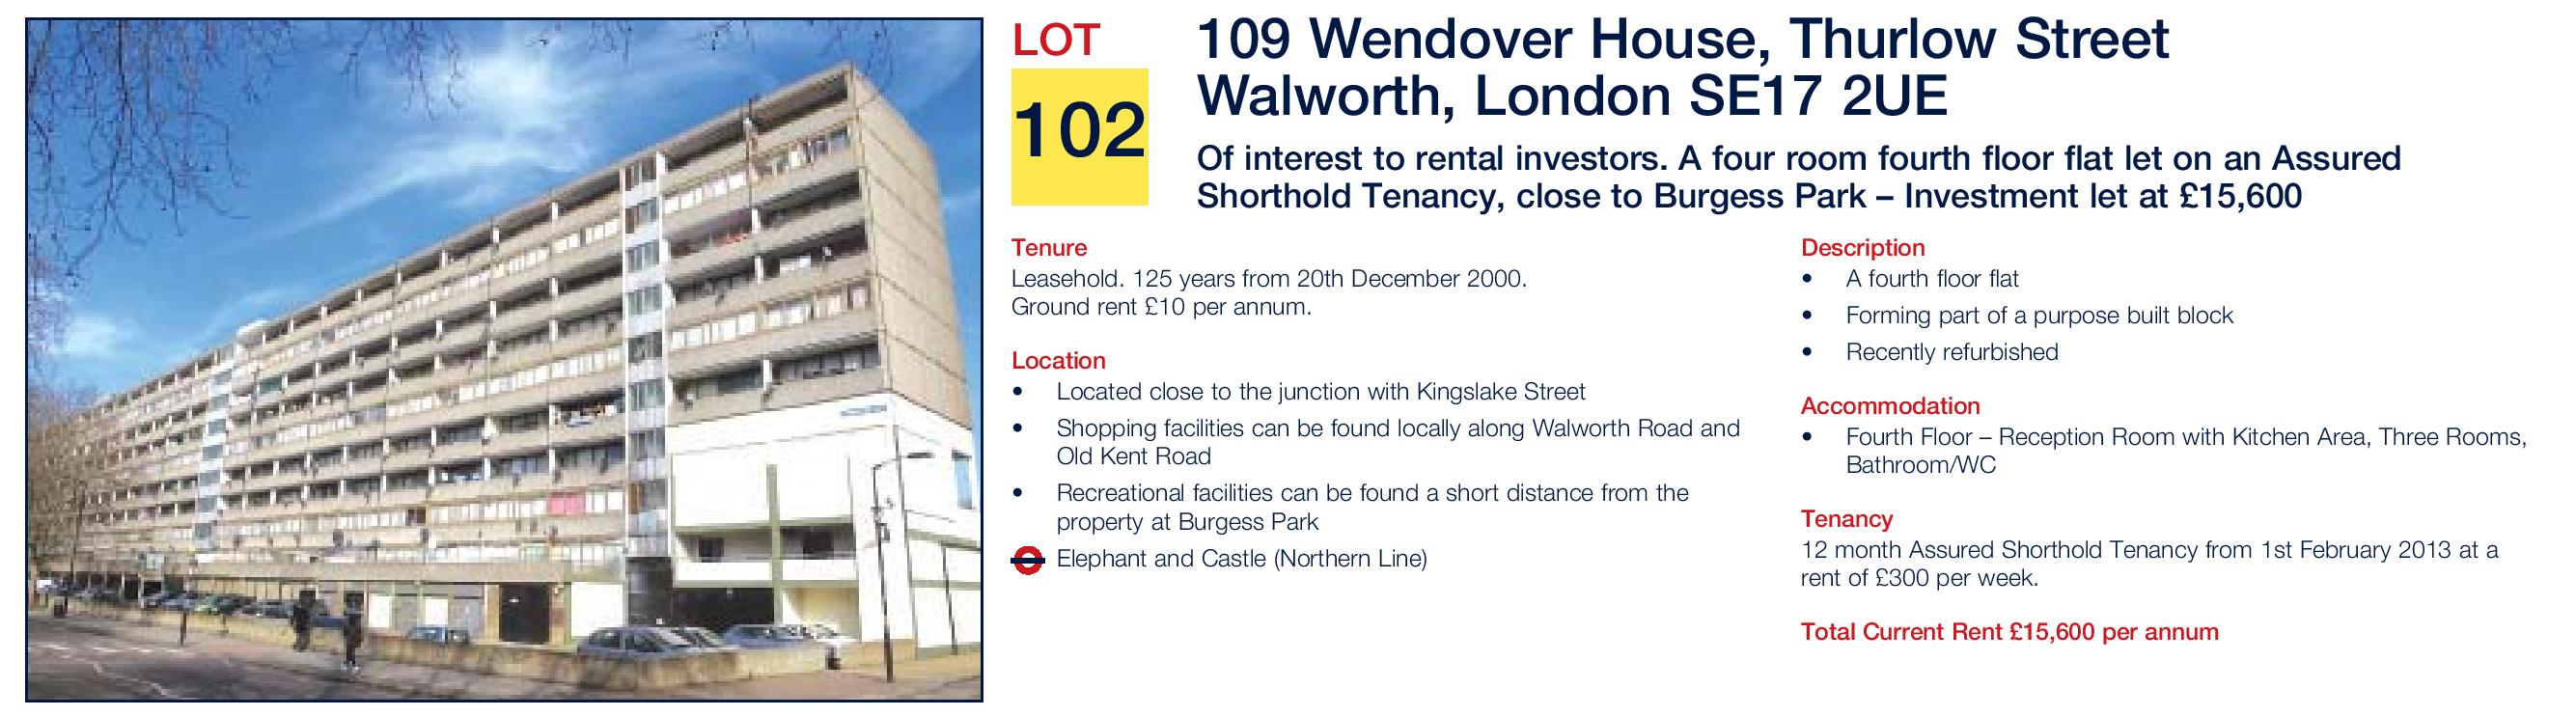 LOT
102
109 Wendover House, Thurlow Street
Walworth, London SE17 2UE
Of interest to rental investors. A four room fourth floor flat let on an Assured
Shorthold Tenancy, close to Burgess Park – Investment let at £15,600
Tenure
Leasehold. 125 years from 20th December 2000.
Ground rent £10 per annum.
Location
• Located close to the junction with Kingslake Street
• Shopping facilities can be found locally along Walworth Road and
Old Kent Road
• Recreational facilities can be found a short distance from the
property at Burgess Park
Elephant and Castle (Northern Line)
Description
• A fourth floor flat
• Forming part of a purpose built block
• Recently refurbished
Accommodation
• Fourth Floor – Reception Room with Kitchen Area, Three Rooms,
Bathroom/WC
Tenancy
12 month Assured Shorthold Tenancy from 1st February 2013 at a
rent of £300 per week.
Total Current Rent £15,600 per annum